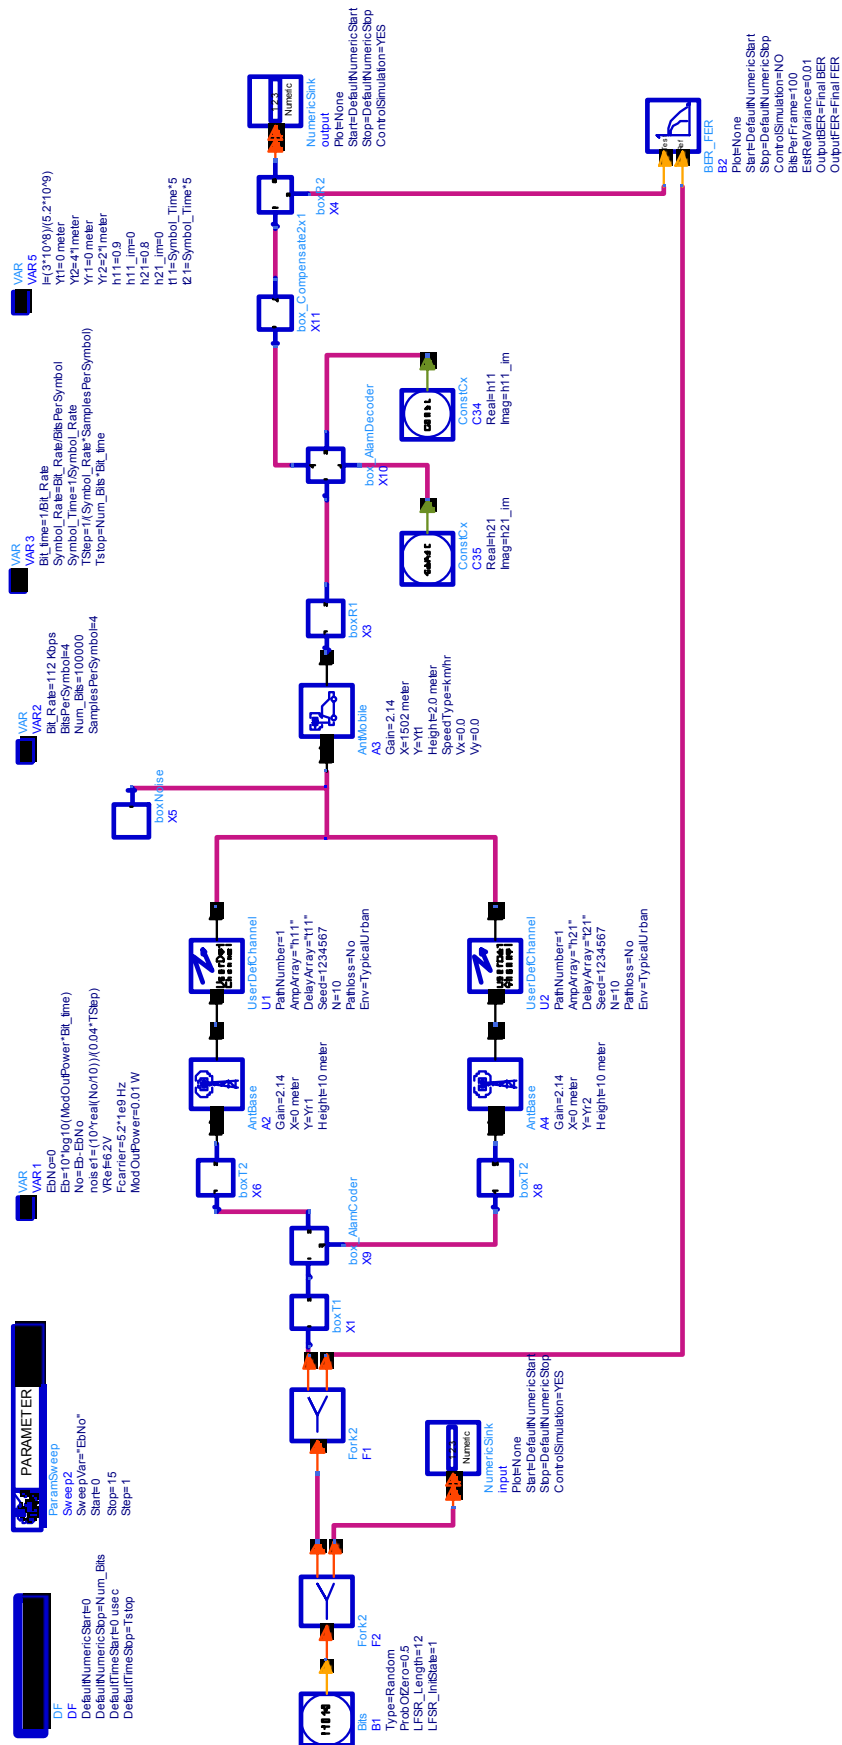 DF
DF
DefaultNumericStart=0
DefaultNumericStop=Num_Bits
DefaultTimeStart=0 usec
DefaultTimeStop=Tstop
PARAMETER
ParamSweep
Sweep2
SweepVar="EbNo"
Start=0
Stop=15
Step=1
VAR
VAR1
EbNo=0
Eb=10*log10(ModOutPower*Bit_time)
No=Eb-EbNo
noise1=(10^real(No/10))/(0.04*TStep)
VRef=6.2V
Fcarrier=5.2*1e9 Hz
ModOutPower=0.01 W
VAR
VAR2
Bit_Rate=112 Kbps
BitsPerSymbol=4
Num_Bits=100000
SamplesPerSymbol=4
VAR
VAR3
Bit_time=1/Bit_Rate
Symbol_Rate=Bit_Rate/BitsPerSymbol
Symbol_Time=1/Symbol_Rate
TStep=1/(Symbol_Rate*SamplesPerSymbol)
Tstop=Num_Bits*Bit_time
VAR
VAR5
l=(3*10^8)/(5.2*10^9)
Yt1=0 meter
Yt2=4*l meter
Yr1=0 meter
Yr2=2*l meter
h11=0.9
h11_im=0
h21=0.8
h21_im=0
t11=Symbol_Time*5
t21=Symbol_Time*5
Bits
B1
Type=Random
ProbOfZero=0.5
LFSR_Length=12
LFSR_InitState=1
Fork2
F2
Numeric
NumericSink
input
Plot=None
Start=DefaultNumericStart
Stop=DefaultNumericStop
ControlSimulation=YES
Fork2
F1
boxT1
X1
box_AlamCoder
X9
boxT2
X6
boxT2
X8
AntBase
A2
Gain=2.14
X=0 meter
Y=Yr1
Height=10 meter
AntBase
A4
Gain=2.14
X=0 meter
Y=Yr2
Height=10 meter
UserDefChannel
U1
PathNumber=1
AmpArray="h11"
DelayArray="t11"
Seed=1234567
N=10
Pathloss=No
Env=TypicalUrban
UserDefChannel
U2
PathNumber=1
AmpArray="h21"
DelayArray="t21"
Seed=1234567
N=10
Pathloss=No
Env=TypicalUrban
boxNoise
X5
AntMobile
A3
Gain=2.14
X=1502 meter
Y=Yt1
Height=2.0 meter
SpeedType=km/hr
Vx=0.0
Vy=0.0
boxR1
X3
box_AlamDecoder
X10
ConstCx
C35
Real=h21
Imag=h21_im
ConstCx
C34
Real=h11
Imag=h11_im
box_Compensate2x1
X11
boxR2
X4
Numeric
NumericSink
output
Plot=None
Start=DefaultNumericStart
Stop=DefaultNumericStop
ControlSimulation=YES
BER_FER
B2
Plot=None
Start=DefaultNumericStart
Stop=DefaultNumericStop
ControlSimulation=NO
BitsPerFrame=100
EstRelVariance=0.01
OutputBER=Final BER
OutputFER=Final FER